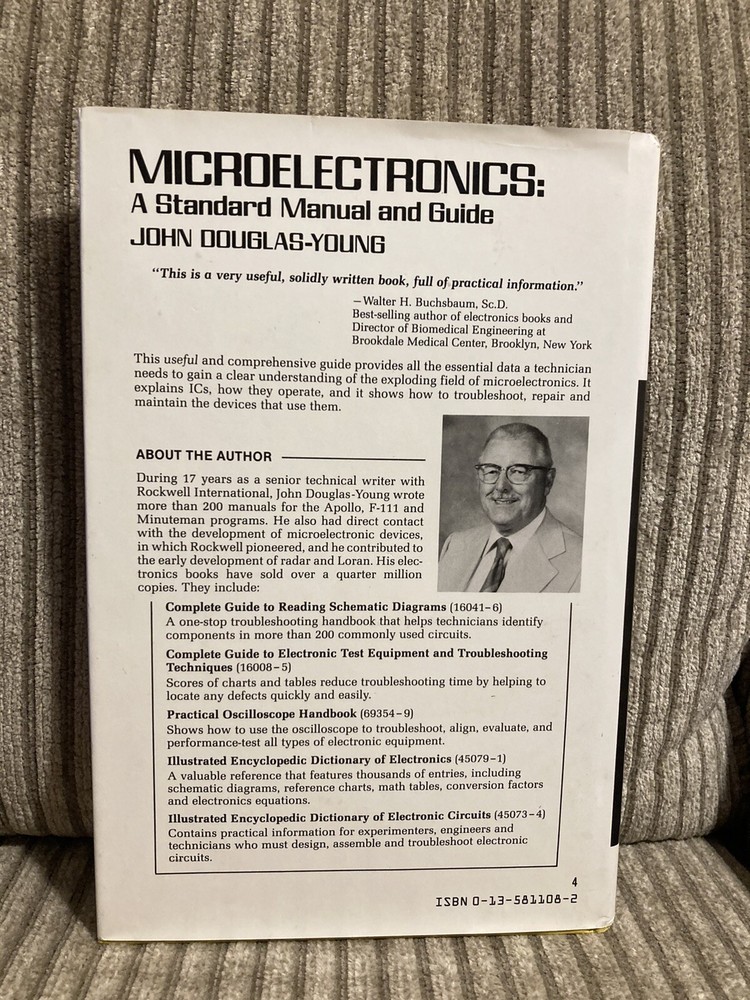 MICROELECTRONICS:
A Standard Manual and Guide
JOHN DOUGLAS-YOUNG
“This is a very useful, solidly written book, full of practical information.”
—Walter H. Buchsbaum, Sc.D.
Best-selling author of electronics books and
Director of Biomedical Engineering at
Brookdale Medical Center, Brooklyn, New York
This useful and comprehensive guide provides all the essential data a technician
needs to gain a clear understanding of the exploding field of microelectronics. It
explains ICs, how they operate, and it shows how to troubleshoot, repair and
maintain the devices that use them.
ABOUT THE AUTHOR
During 17 years as a senior technical writer with
Rockwell International, John Douglas-Young wrote
more than 200 manuals for the Apollo, F-111 and
Minuteman programs. He also had direct contact
with the development of microelectronic devices,
in which Rockwell pioneered, and he contributed to
the early development of radar and Loran. His elec-
tronics books have sold over a quarter million
copies. They include:
Complete Guide to Reading Schematic Diagrams (16041–6)
A one-stop troubleshooting handbook that helps technicians identify
components in more than 200 commonly used circuits.
Complete Guide to Electronic Test Equipment and Troubleshooting
Techniques (16008–5)
Scores of charts and tables reduce troubleshooting time by helping to
locate any defects quickly and easily.
Practical Oscilloscope Handbook (69354–9)
Shows how to use the oscilloscope to troubleshoot, align, evaluate, and
performance-test all types of electronic equipment.
Illustrated Encyclopedic Dictionary of Electronics (45079–1)
A valuable reference that features thousands of entries, including
schematic diagrams, reference charts, math tables, conversion factors
and electronics equations.
Illustrated Encyclopedic Dictionary of Electronic Circuits (45073–4)
Contains practical information for experimenters, engineers and
technicians who must design, assemble and troubleshoot electronic
circuits.
4
ISBN 0-13-581108-2